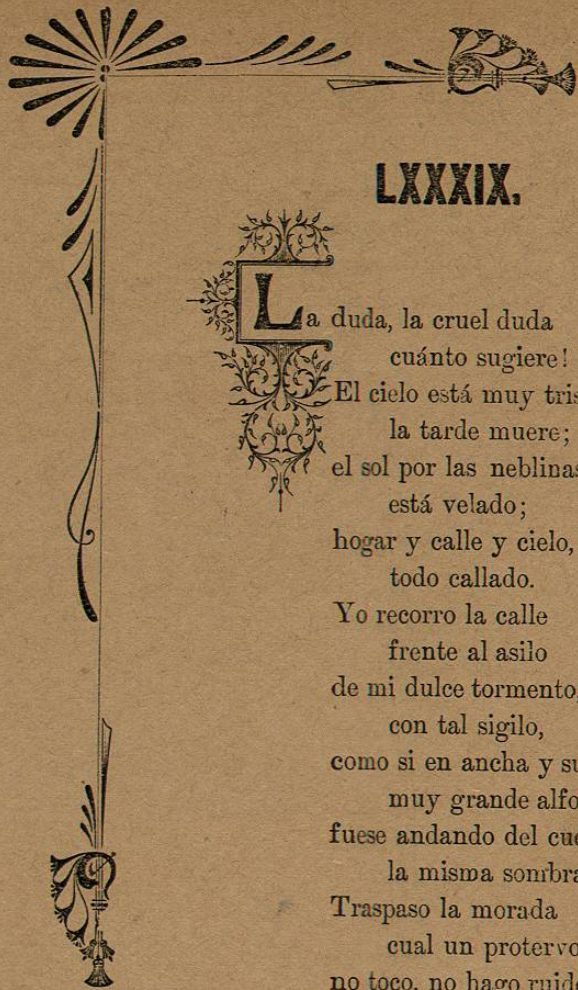 LXXXIX.
La duda, la cruel duda
cuánto sugiere!
El cielo está muy
la tarde muere;
el sol por las neblinas
está velado;
hogar y calle y cielo,
todo callado.
Yo recorro la calle
frente al asilo
de mi dulce tormento,
con tal sigilo,
como si en ancha y
muy grande
fuese andando del
la misma sombra
Traspaso la morada
cual un protervo
no toco, no hago ruido